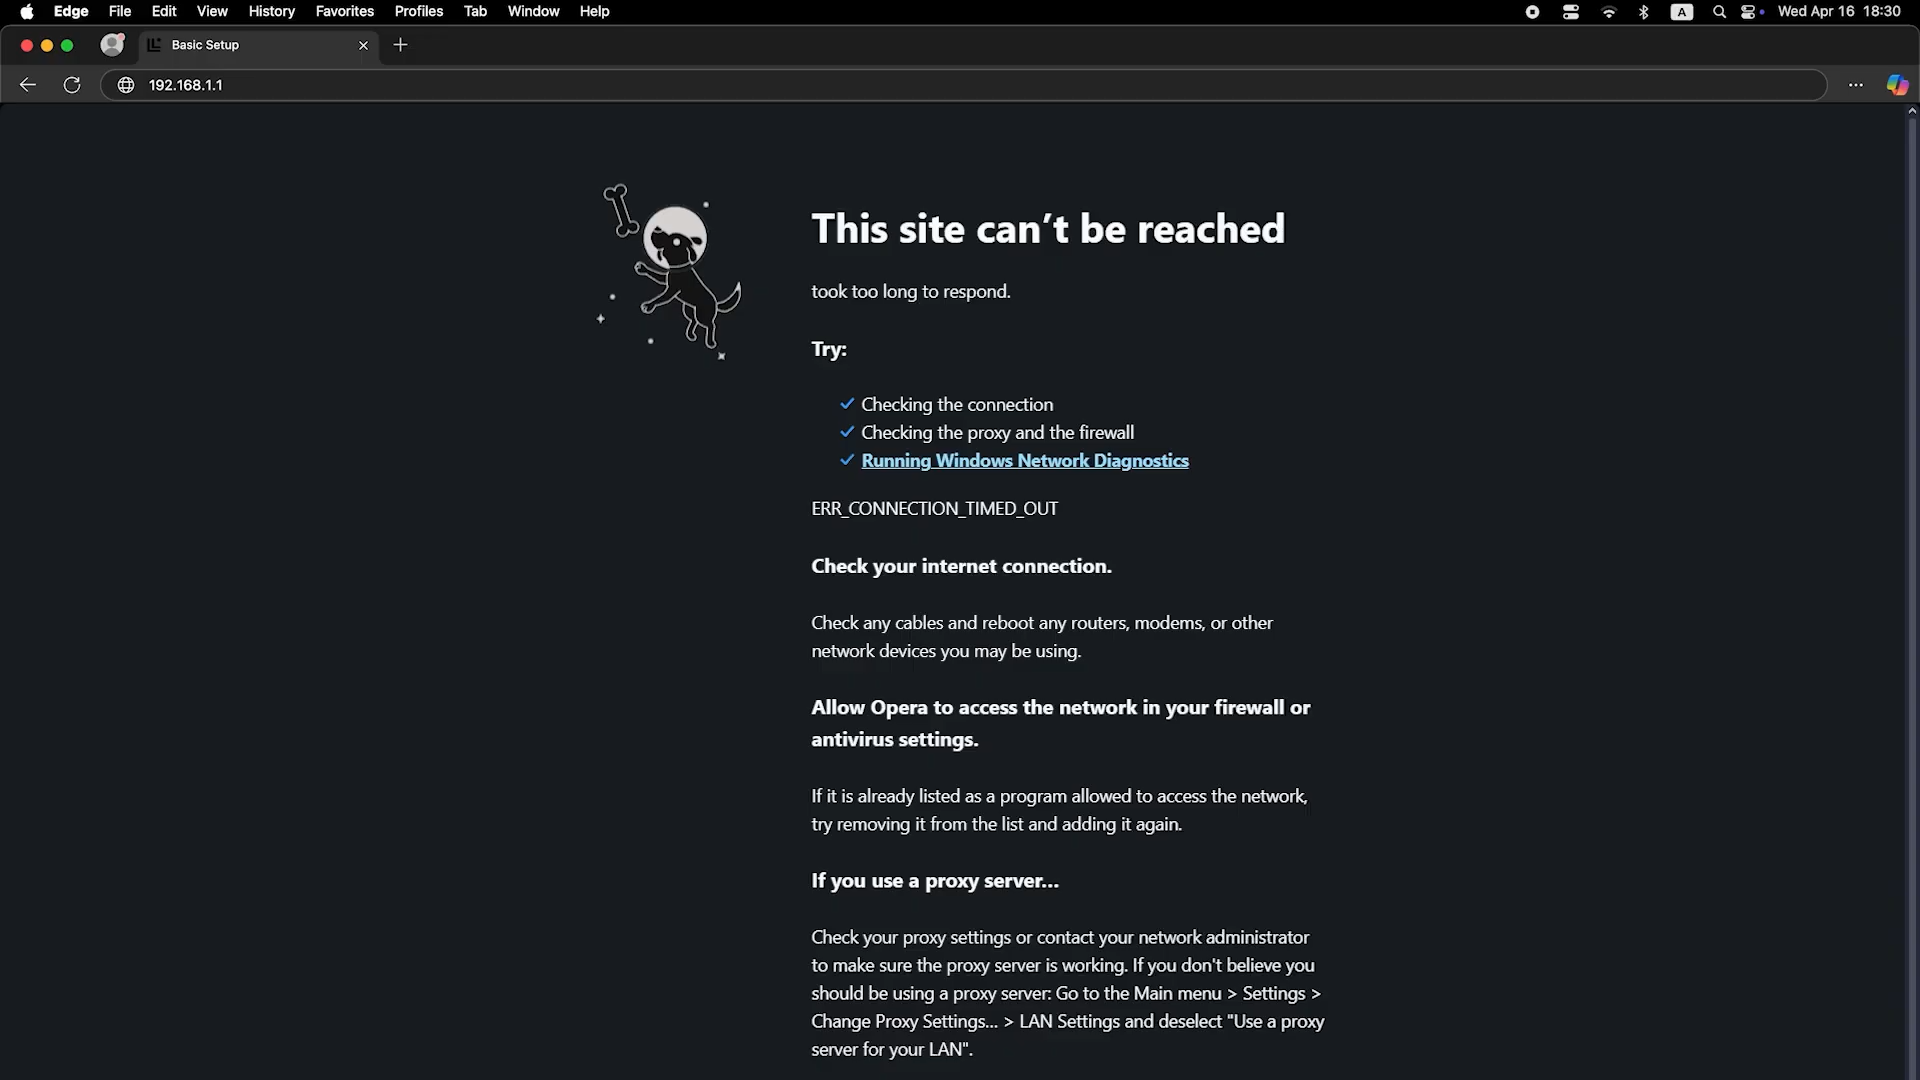 Edge File Edit View History Favorites Profiles Tab Window Help A Wed Apr 16 18:30
Basic Setup
192.168.1.1
This site can’t be reached
took too long to respond.
Try:
Checking the connection
Checking the proxy and the firewall
Running Windows Network Diagnostics
ERR_CONNECTION_TIMED_OUT
Check your internet connection.
Check any cables and reboot any routers, modems, or other
network devices you may be using.
Allow Opera to access the network in your firewall or
antivirus settings.
If it is already listed as a program allowed to access the network,
try removing it from the list and adding it again.
If you use a proxy server...
Check your proxy settings or contact your network administrator
to make sure the proxy server is working. If you don't believe you
should be using a proxy server: Go to the Main menu > Settings >
Change Proxy Settings... > LAN Settings and deselect "Use a proxy
server for your LAN".